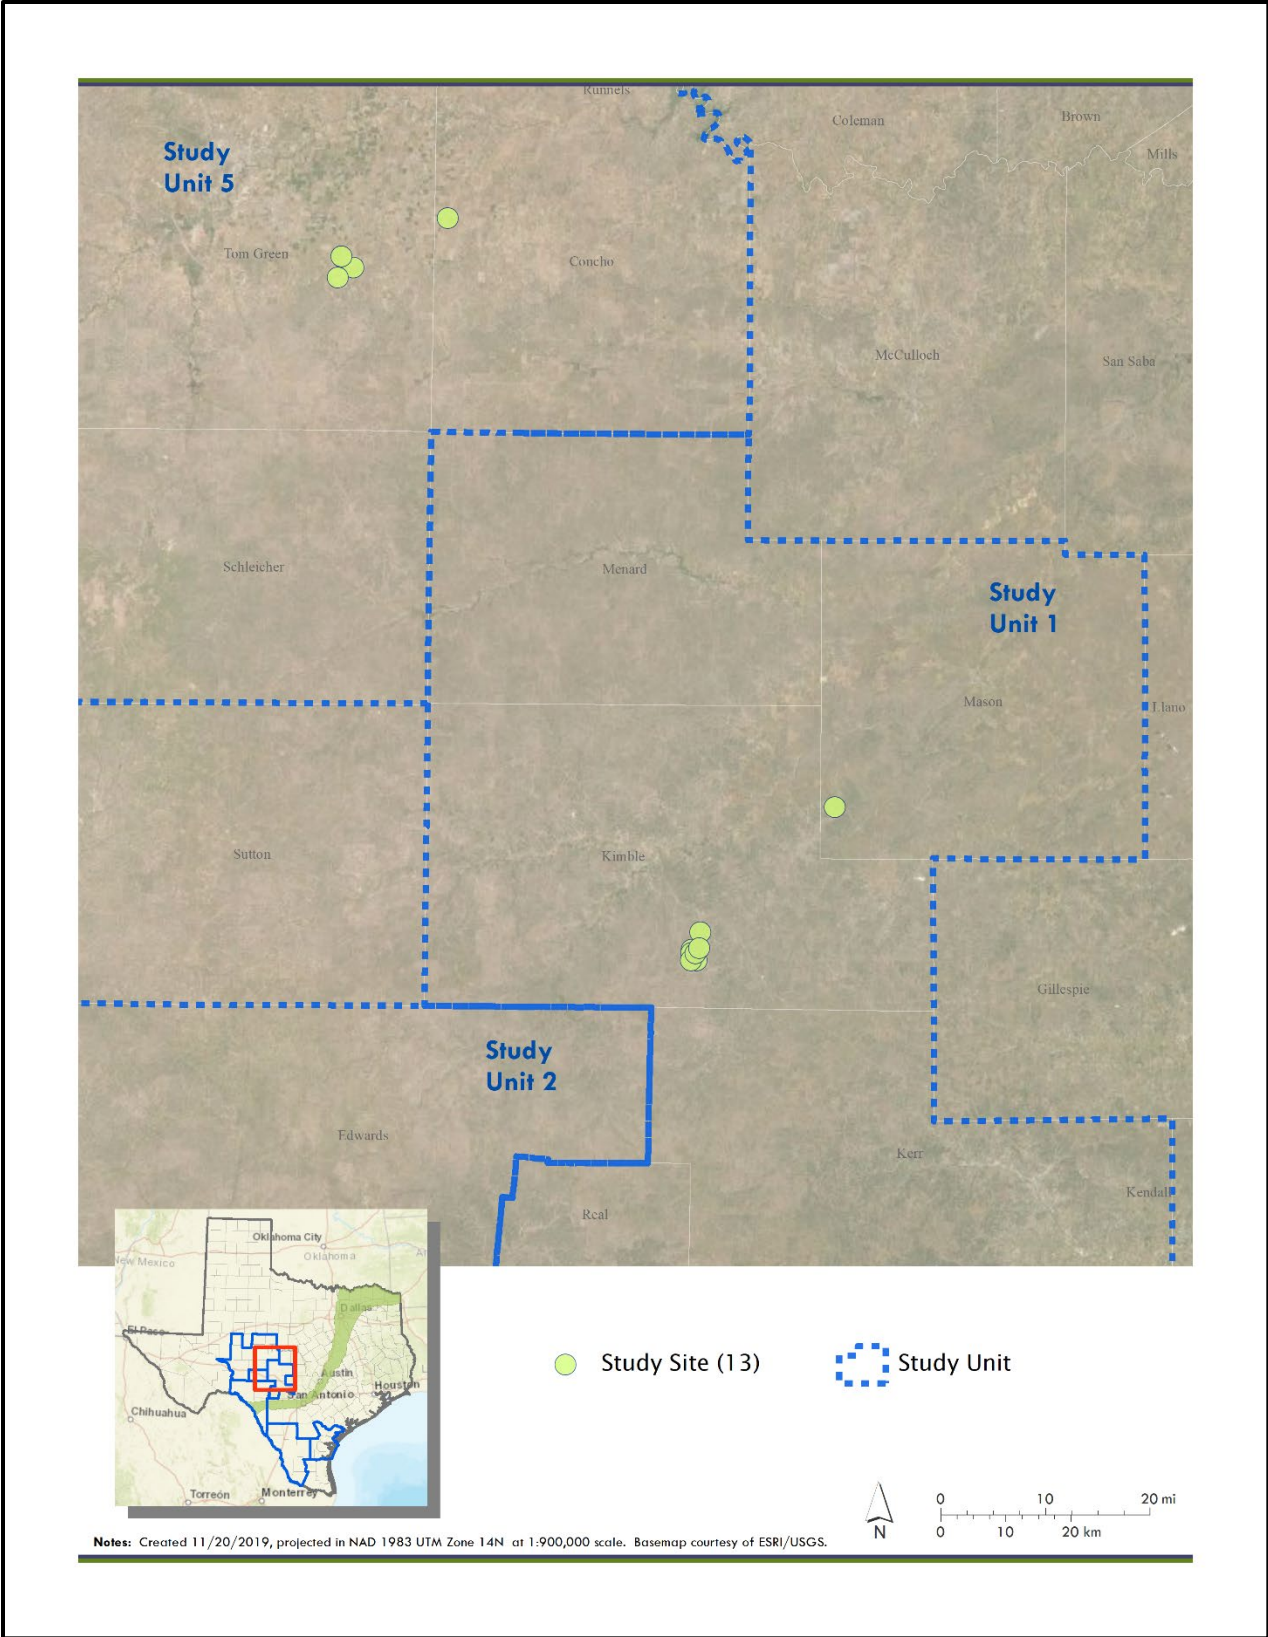 Runnels
Coleman
Brown
Mills
Study
Unit 5
Tom Green
Concho
McCulloch
San Saba
Schleicher
Menard
Study
Unit 1
Mason
Llano
Sutton
Kimble
Gillespie
Study
Unit 2
Edwards
Kerr
Kendall
Real
Oklahoma City
Oklahoma
New Mexico
Dallas
El Paso
Austin
Houston
San Antonio
Chihuahua
Torreón
Monterrey
Study Site (13)
Study Unit
N
0 10 20 mi
0 10 20 km
Notes: Created 11/20/2019, projected in NAD 1983 UTM Zone 14N at 1:900,000 scale. Basemap courtesy of ESRI/USGS.